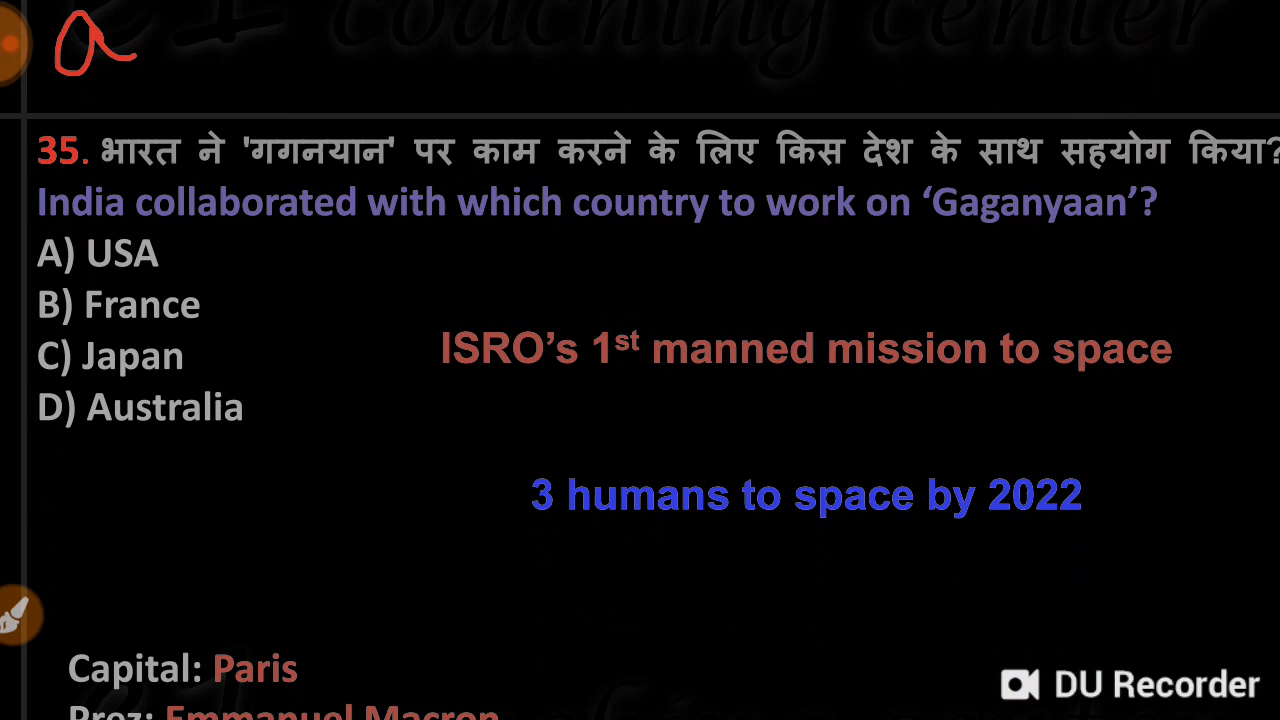 coaching center
a
35. भारत ने 'गगनयान' पर काम करने के लिए किस देश के साथ सहयोग किया?
India collaborated with which country to work on ‘Gaganyaan’?
A) USA
B) France
C) Japan
D) Australia
ISRO’s 1st manned mission to space
3 humans to space by 2022
Capital: Paris
Prez: Emmanuel Macron
DU Recorder